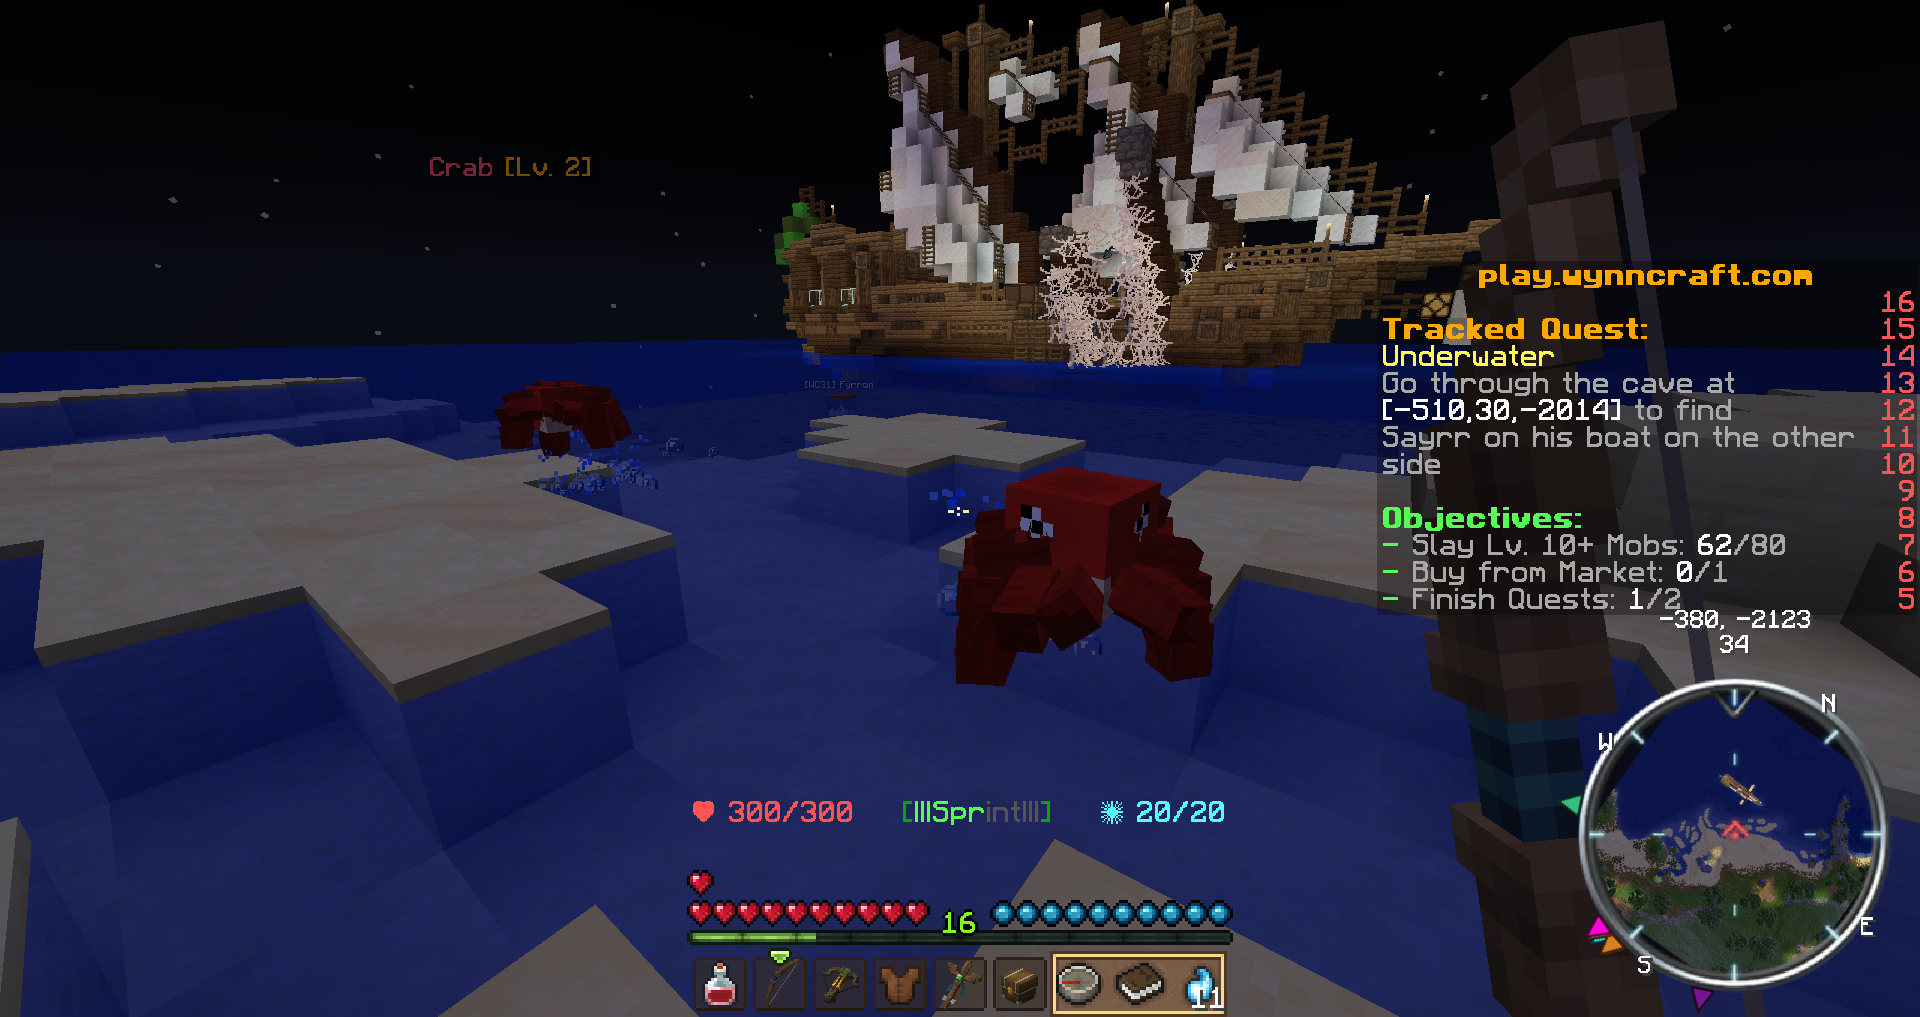 Crab [Lv. 2]
play.wynncraft.com
16
Tracked Quest: 15
Underwater 14
Go through the cave at 13
[-510,30,-2014] to find 12
Sayrr on his boat on the other 11
side 10
9
Objectives: 8
- Slay Lv. 10+ Mobs: 62/80 7
- Buy from Market: 0/1 6
- Finish Quests: 1/2 5
-380, -2123
34
[WC31] Fyrron
N
W
E
S
300/300 [|||Sprint|||] 20/20
16
11